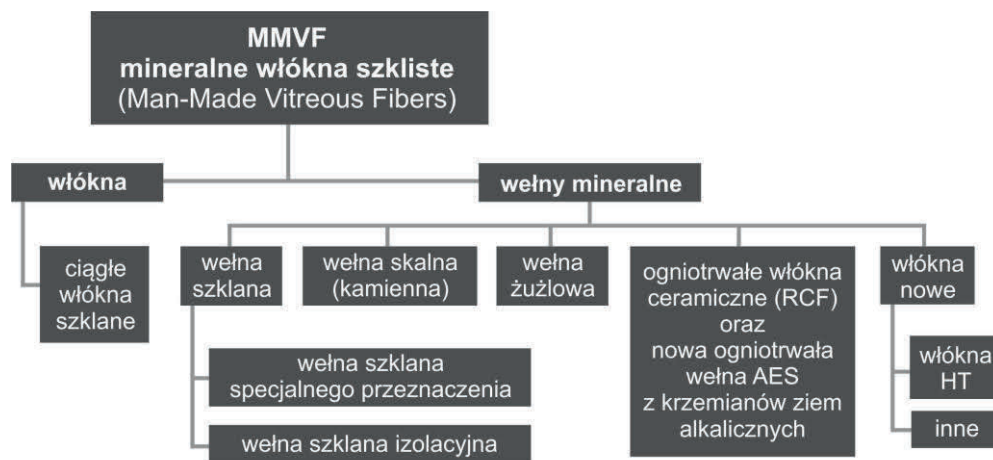 MMVF
mineralne włókna szkliste
(Man-Made Vitreous Fibers)
włókna
wełny mineralne
ciągłe
włókna
szklane
wełna
szklana
wełna skalna
(kamienna)
wełna
żużlowa
ogniotrwałe włókna
ceramiczne (RCF)
oraz
nowa ogniotrwała
wełna AES
z krzemianów ziem
alkalicznych
włókna
nowe
wełna szklana
specjalnego przeznaczenia
wełna szklana izolacyjna
włókna
HT
inne